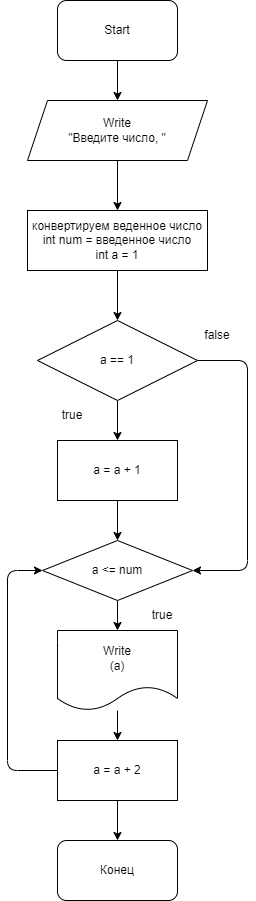 Start
Write
"Введите число, "
конвертируем веденное число
int num = введенное число
int a = 1
a == 1
false
true
a = a + 1
a <= num
true
Write
(a)
a = a + 2
Конец